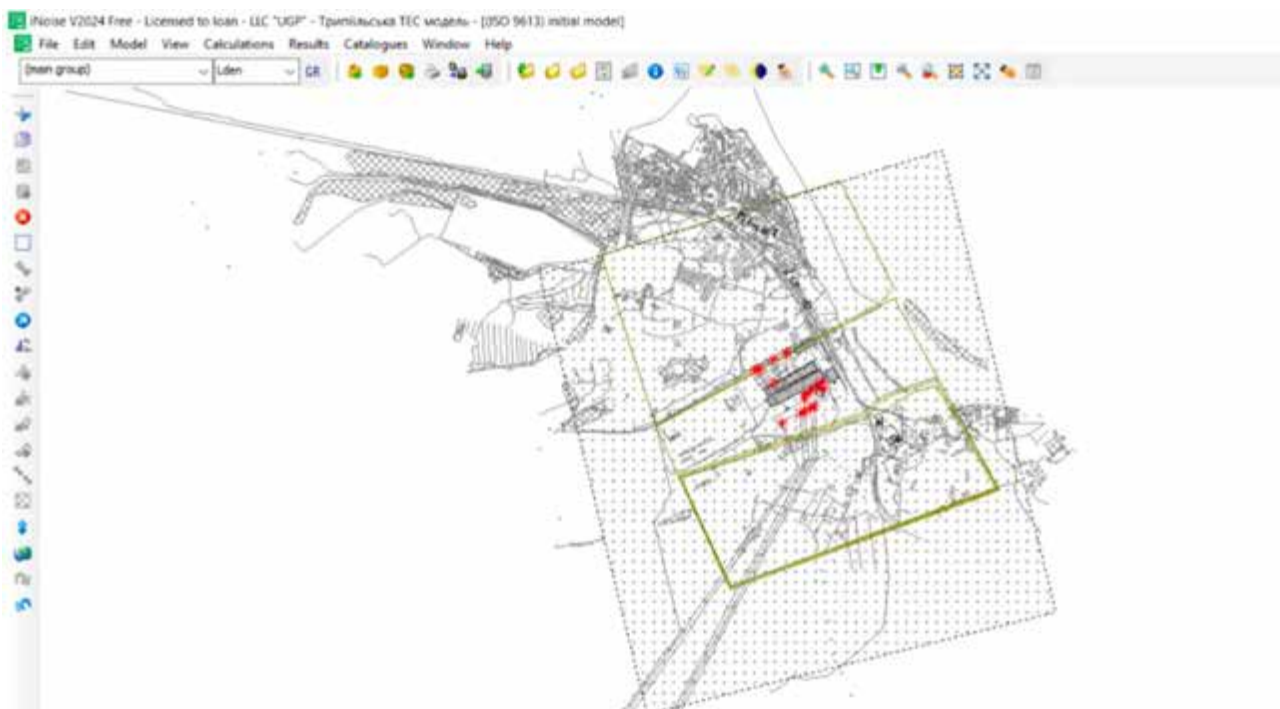 iNoise V2024 Free - Licensed to Ioan - LLC "UGP" - Трипільська ТЕС модель - [(ISO 9613) initial model]
File Edit Model View Calculations Results Catalogues Window Help
(main group) Lden GR